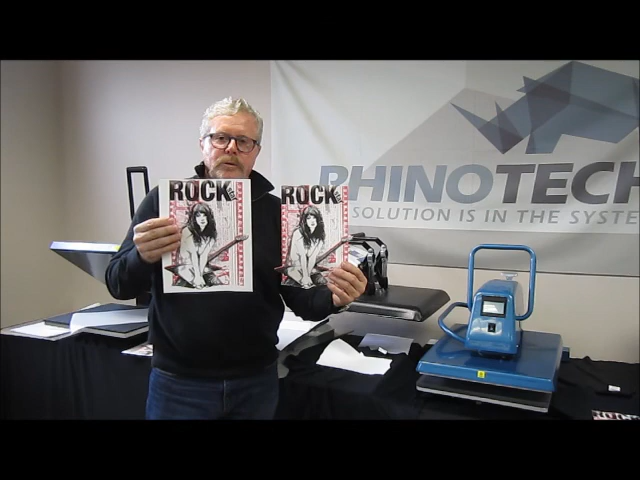 ROCK
ROCK
RHINOTECH
SOLUTION IS IN THE SYSTE